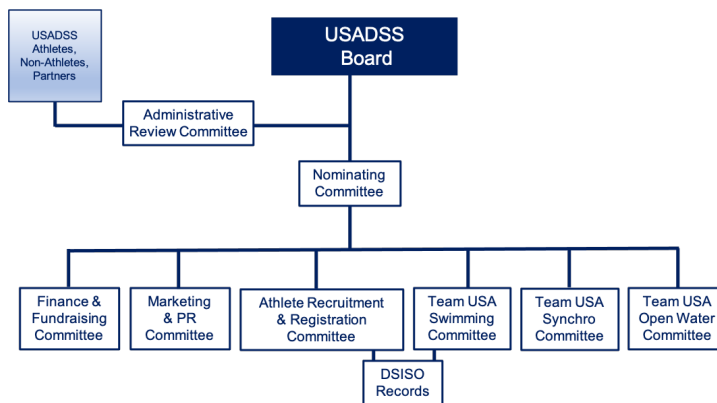 USADSS
Athletes,
Non-Athletes,
Partners
USADSS
Board
Administrative
Review Committee
Nominating
Committee
Finance &
Fundraising
Committee
Marketing
& PR
Committee
Athlete Recruitment
& Registration
Committee
Team USA
Swimming
Committee
Team USA
Synchro
Committee
Team USA
Open Water
Committee
DSISO
Records